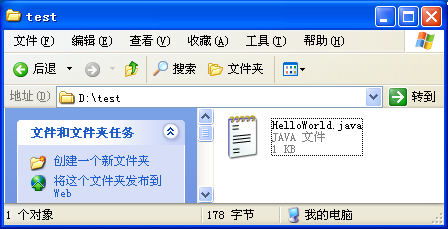 test
文件(F) 编辑(E) 查看(V) 收藏(A) 工具(T) 帮助(H)
后退 搜索 文件夹
地址(D) D:\test 转到
文件和文件夹任务
创建一个新文件夹
将这个文件夹发布到
Web
HelloWorld.java
JAVA 文件
1 KB
1 个对象 178 字节 我的电脑